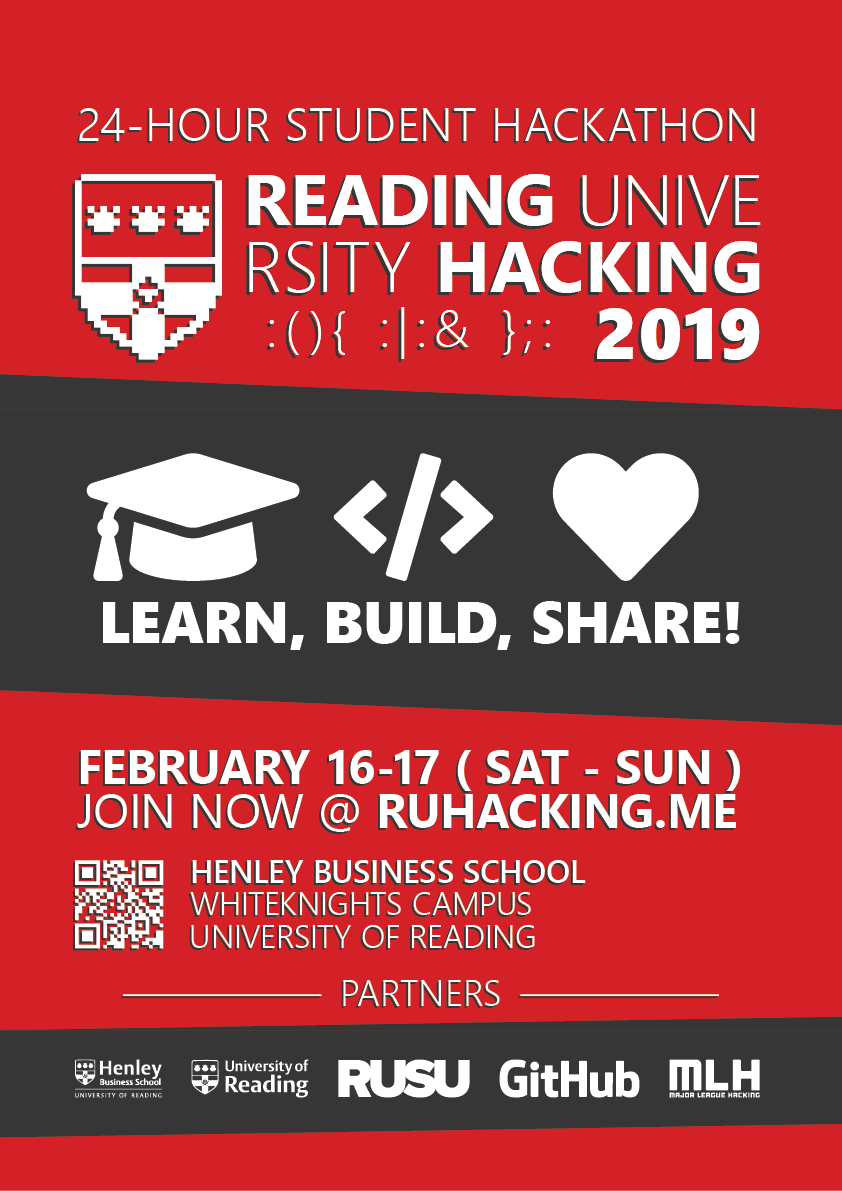 24-HOUR STUDENT HACKATHON
READING UNIVE
RSITY HACKING
:(){ :|:& };: 2019
LEARN, BUILD, SHARE!
FEBRUARY 16-17 ( SAT - SUN )
JOIN NOW @ RUHACKING.ME
HENLEY BUSINESS SCHOOL
WHITEKNIGHTS CAMPUS
UNIVERSITY OF READING
PARTNERS
Henley
Business School
UNIVERSITY OF READING
University of
Reading
RUSU
GitHub
MLH
MAJOR LEAGUE HACKING